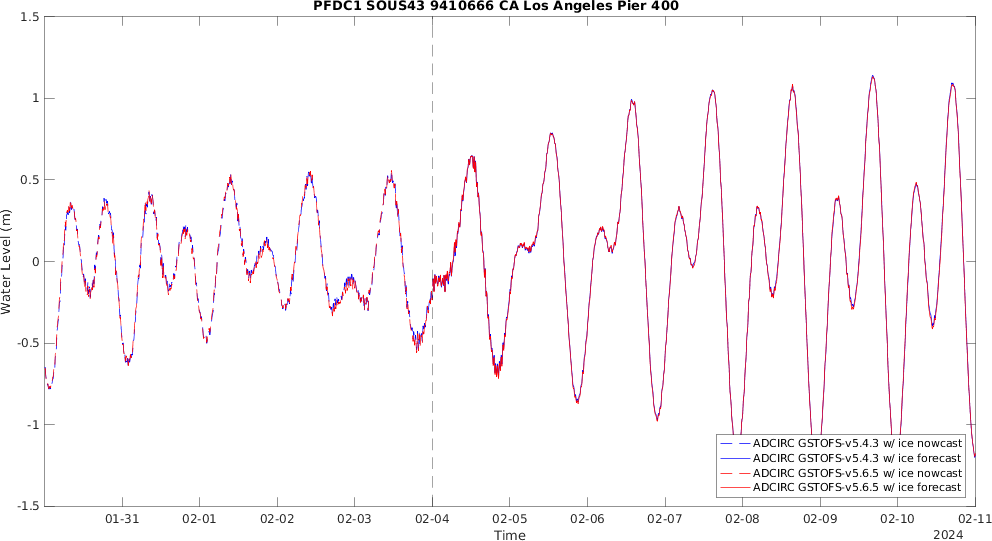 PFDC1 SOUS43 9410666 CA Los Angeles Pier 400
1.5
1
0.5
0
-0.5
-1
-1.5
Water Level (m)
01-31
02-01
02-02
02-03
02-04
02-05
02-06
02-07
02-08
02-09
02-10
02-11
Time
2024
ADCIRC GSTOFS-v5.4.3 w/ ice nowcast
ADCIRC GSTOFS-v5.4.3 w/ ice forecast
ADCIRC GSTOFS-v5.6.5 w/ ice nowcast
ADCIRC GSTOFS-v5.6.5 w/ ice forecast